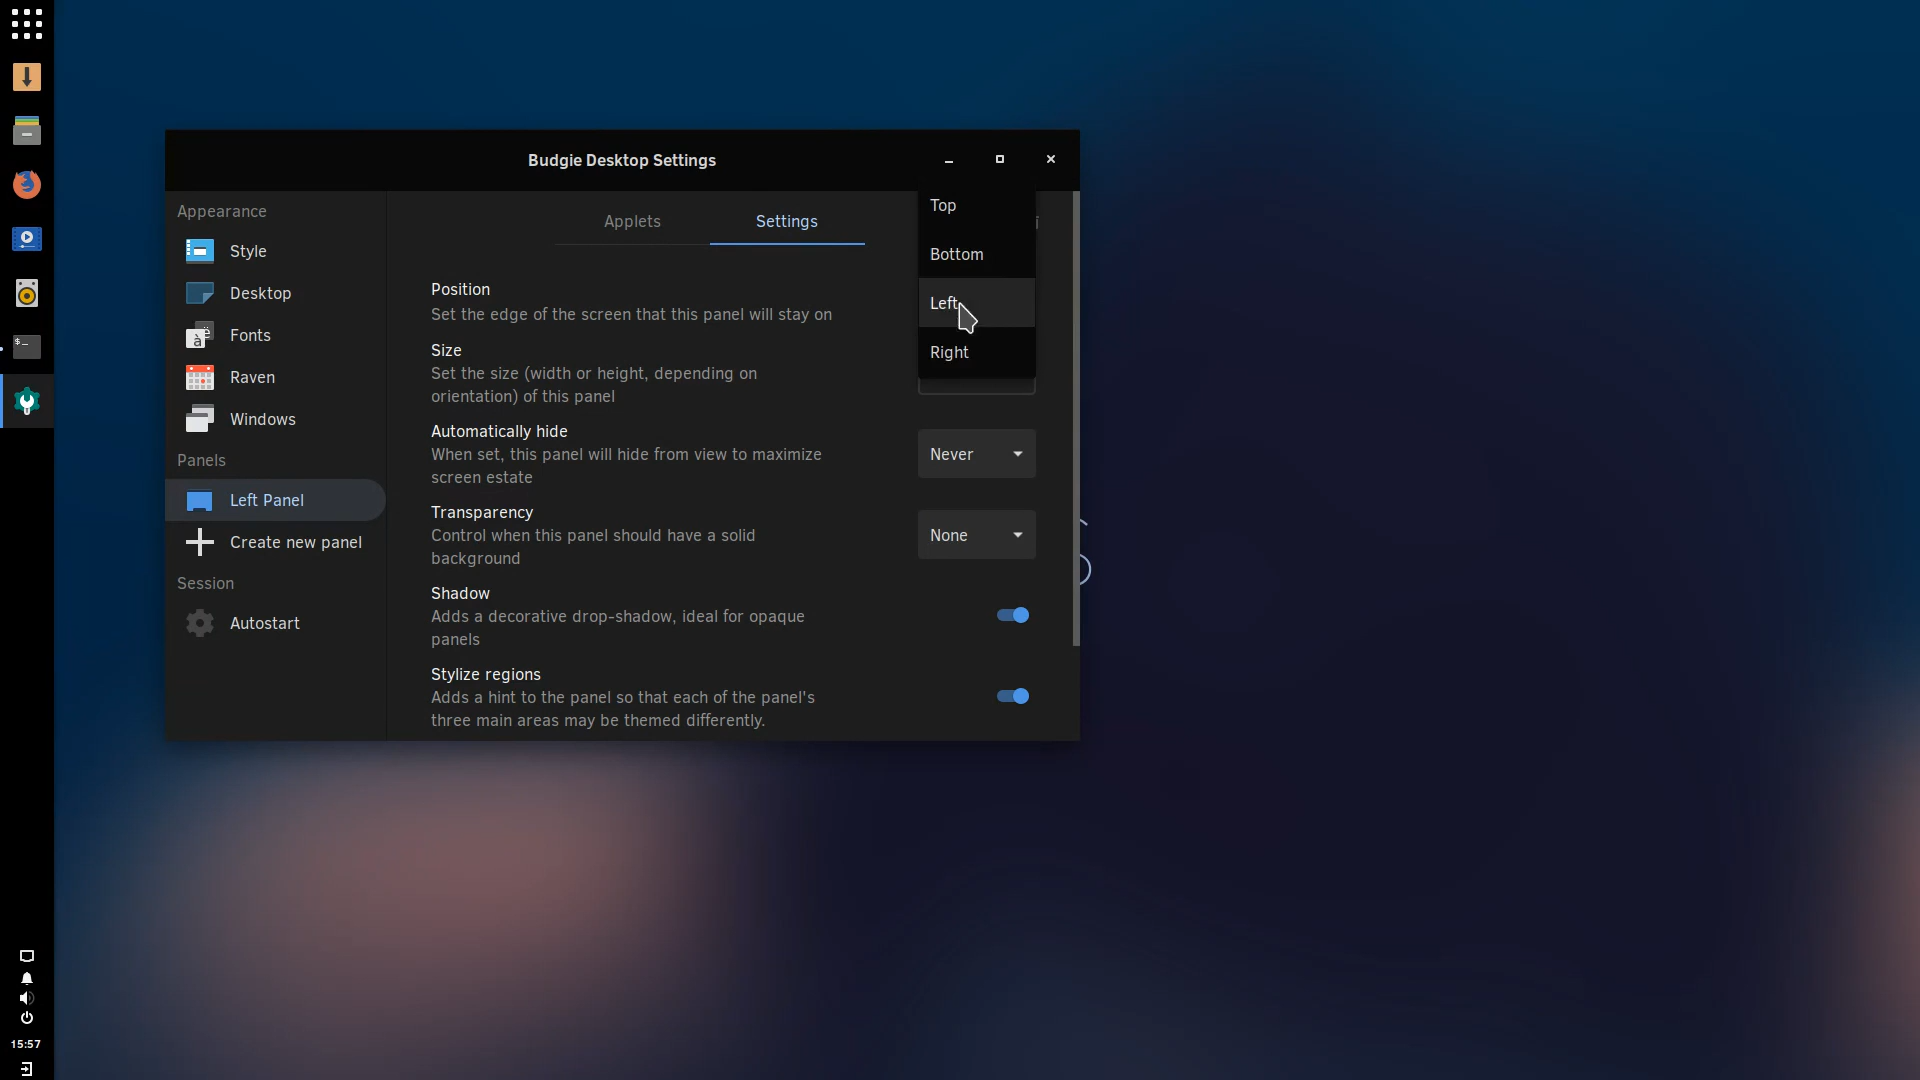 Budgie Desktop Settings
Appearance
Style
Desktop
Fonts
Raven
Windows
Panels
Left Panel
Create new panel
Session
Autostart
Applets
Settings
Position
Set the edge of the screen that this panel will stay on
Size
Set the size (width or height, depending on
orientation) of this panel
Automatically hide
When set, this panel will hide from view to maximize
screen estate
Never
Transparency
Control when this panel should have a solid
background
None
Shadow
Adds a decorative drop-shadow, ideal for opaque
panels
Stylize regions
Adds a hint to the panel so that each of the panel's
three main areas may be themed differently.
Top
Bottom
Left
Right
15:57